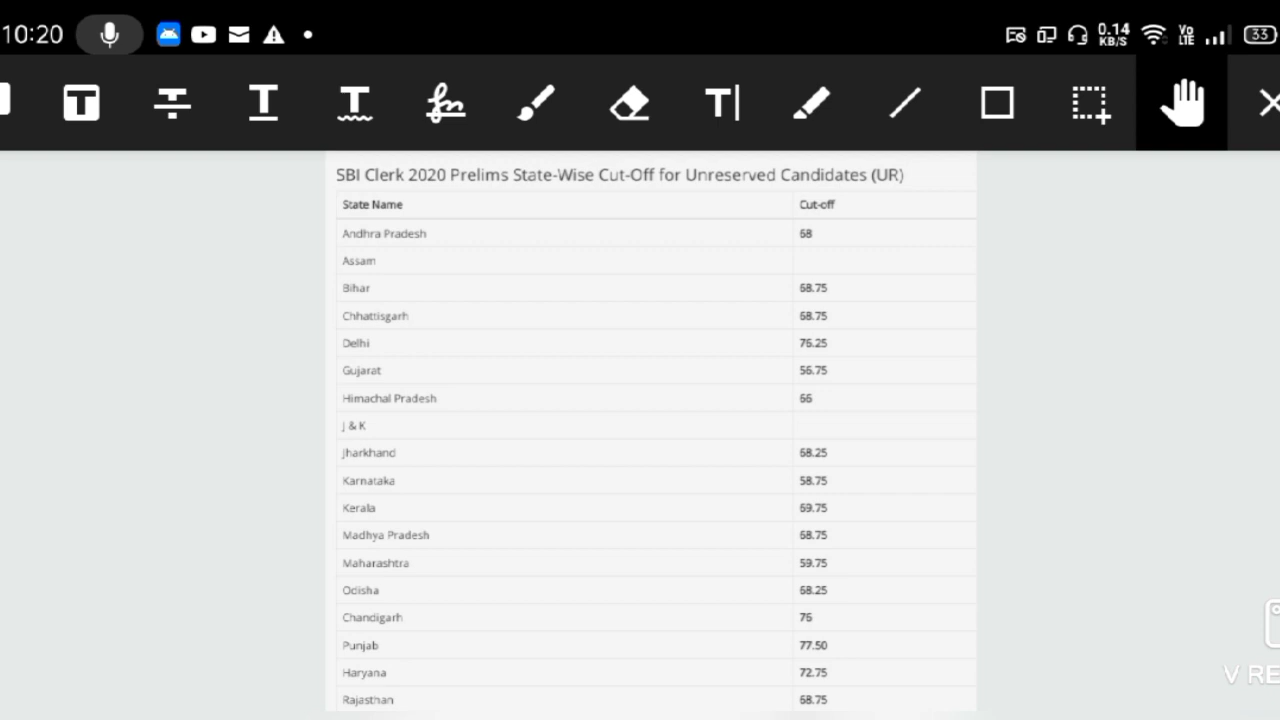 10:20
0.14
KB/S
Vo
LTE
33
T
T
T
T
T|
SBI Clerk 2020 Prelims State-Wise Cut-Off for Unreserved Candidates (UR)
State Name Cut-off
Andhra Pradesh 68
Assam
Bihar 68.75
Chhattisgarh 68.75
Delhi 76.25
Gujarat 56.75
Himachal Pradesh 66
J & K
Jharkhand 68.25
Karnataka 58.75
Kerala 69.75
Madhya Pradesh 68.75
Maharashtra 59.75
Odisha 68.25
Chandigarh 76
Punjab 77.50
Haryana 72.75
Rajasthan 68.75
V RE